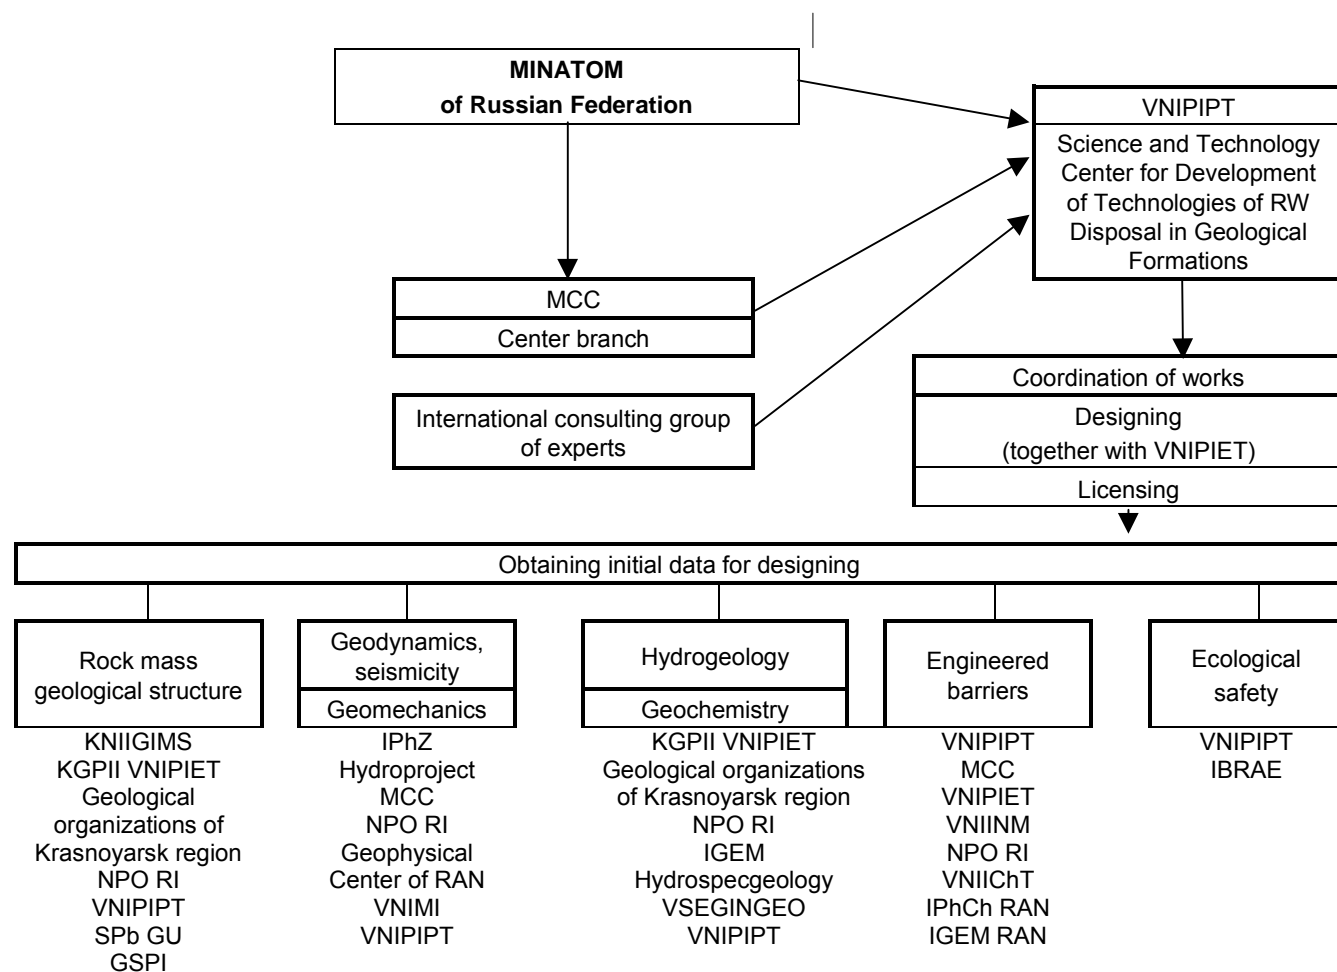 MINATOM
of Russian Federation
VNIPIPT
Science and Technology
Center for Development
of Technologies of RW
Disposal in Geological
Formations
MCC
Center branch
International consulting group
of experts
Coordination of works
Designing
(together with VNIPIET)
Licensing
Obtaining initial data for designing
Rock mass
geological structure
KNIIGIMS
KGPII VNIPIET
Geological
organizations of
Krasnoyarsk region
NPO RI
VNIPIPT
SPb GU
GSPI
Geodynamics,
seismicity
Geomechanics
IPhZ
Hydroproject
MCC
NPO RI
Geophysical
Center of RAN
VNIMI
VNIPIPT
Hydrogeology
Geochemistry
KGPII VNIPIET
Geological organizations
of Krasnoyarsk region
NPO RI
IGEM
Hydrospecgeology
VSEGINGEO
VNIPIPT
Engineered
barriers
VNIPIPT
MCC
VNIPIET
VNIINM
NPO RI
VNIIChT
IPhCh RAN
IGEM RAN
Ecological
safety
VNIPIPT
IBRAE